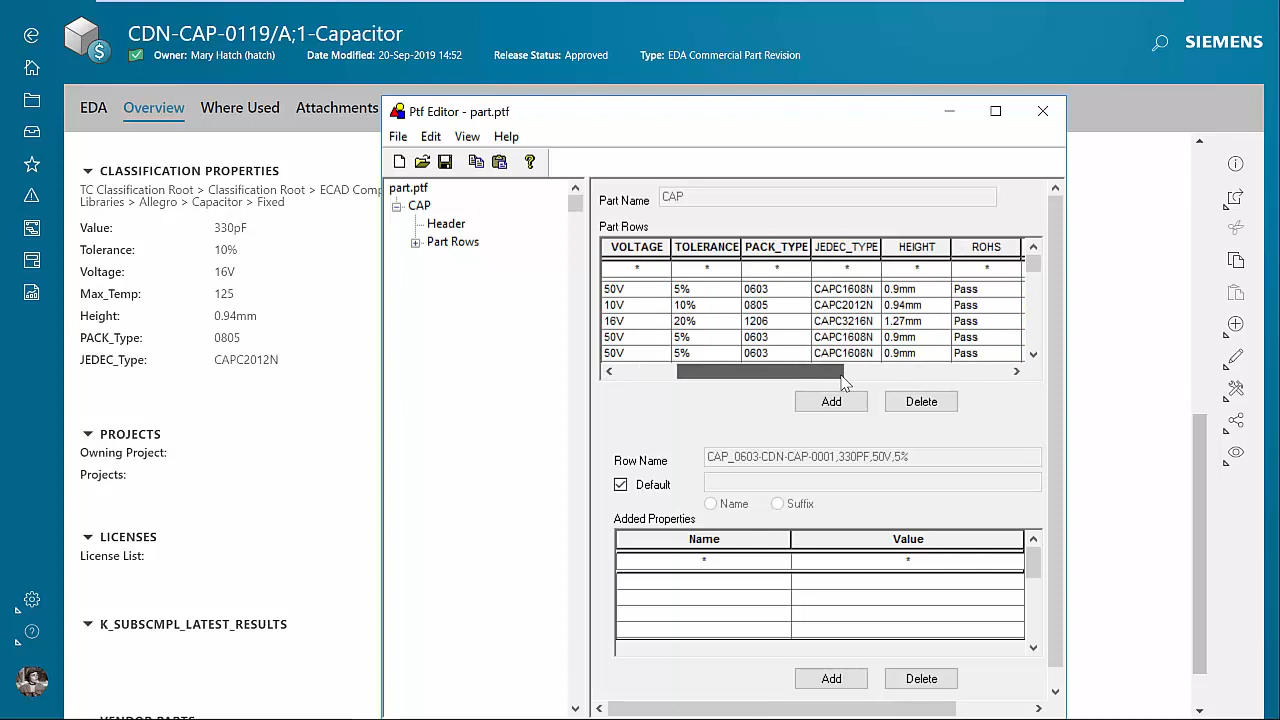 CDN-CAP-0119/A;1-Capacitor
Owner: Mary Hatch (hatch) Date Modified: 20-Sep-2019 14:52 Release Status: Approved Type: EDA Commercial Part Revision
SIEMENS
EDA Overview Where Used Attachments
CLASSIFICATION PROPERTIES
TC Classification Root > Classification Root > ECAD Comp
Libraries > Allegro > Capacitor > Fixed
Value: 330pF
Tolerance: 10%
Voltage: 16V
Max_Temp: 125
Height: 0.94mm
PACK_Type: 0805
JEDEC_Type: CAPC2012N
PROJECTS
Owning Project:
Projects:
LICENSES
License List:
K_SUBSCMPL_LATEST_RESULTS
Ptf Editor - part.ptf
File Edit View Help
part.ptf
CAP
Header
Part Rows
Part Name CAP
Part Rows
VOLTAGE TOLERANCE PACK_TYPE JEDEC_TYPE HEIGHT ROHS
* * * * * *
50V 5% 0603 CAPC1608N 0.9mm Pass
10V 10% 0805 CAPC2012N 0.94mm Pass
16V 20% 1206 CAPC3216N 1.27mm Pass
50V 5% 0603 CAPC1608N 0.9mm Pass
50V 5% 0603 CAPC1608N 0.9mm Pass
Add Delete
Row Name CAP_0603-CDN-CAP-0001,330PF,50V,5%
Default
Name Suffix
Added Properties
Name Value
* *
Add Delete